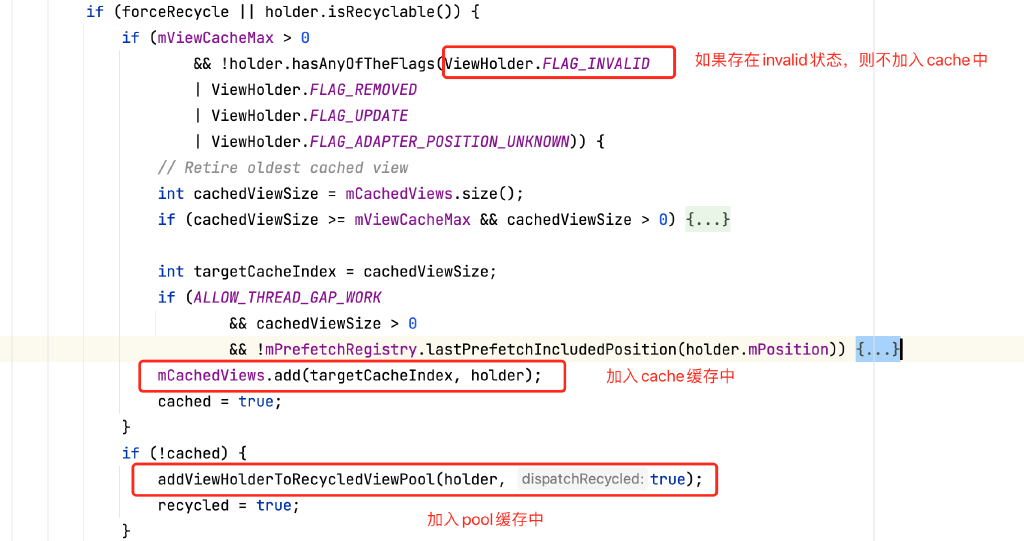 if (forceRecycle || holder.isRecyclable()) {
if (mViewCacheMax > 0
&& !holder.hasAnyOfTheFlags(ViewHolder.FLAG_INVALID 如果存在invalid状态，则不加入cache中
| ViewHolder.FLAG_REMOVED
| ViewHolder.FLAG_UPDATE
| ViewHolder.FLAG_ADAPTER_POSITION_UNKNOWN)) {
// Retire oldest cached view
int cachedViewSize = mCachedViews.size();
if (cachedViewSize >= mViewCacheMax && cachedViewSize > 0) {...}
int targetCacheIndex = cachedViewSize;
if (ALLOW_THREAD_GAP_WORK
&& cachedViewSize > 0
&& !mPrefetchRegistry.lastPrefetchIncludedPosition(holder.mPosition)) {...}
mCachedViews.add(targetCacheIndex, holder); 加入cache缓存中
cached = true;
}
if (!cached) {
addViewHolderToRecycledViewPool(holder, dispatchRecycled: true);
recycled = true;
加入pool缓存中
}